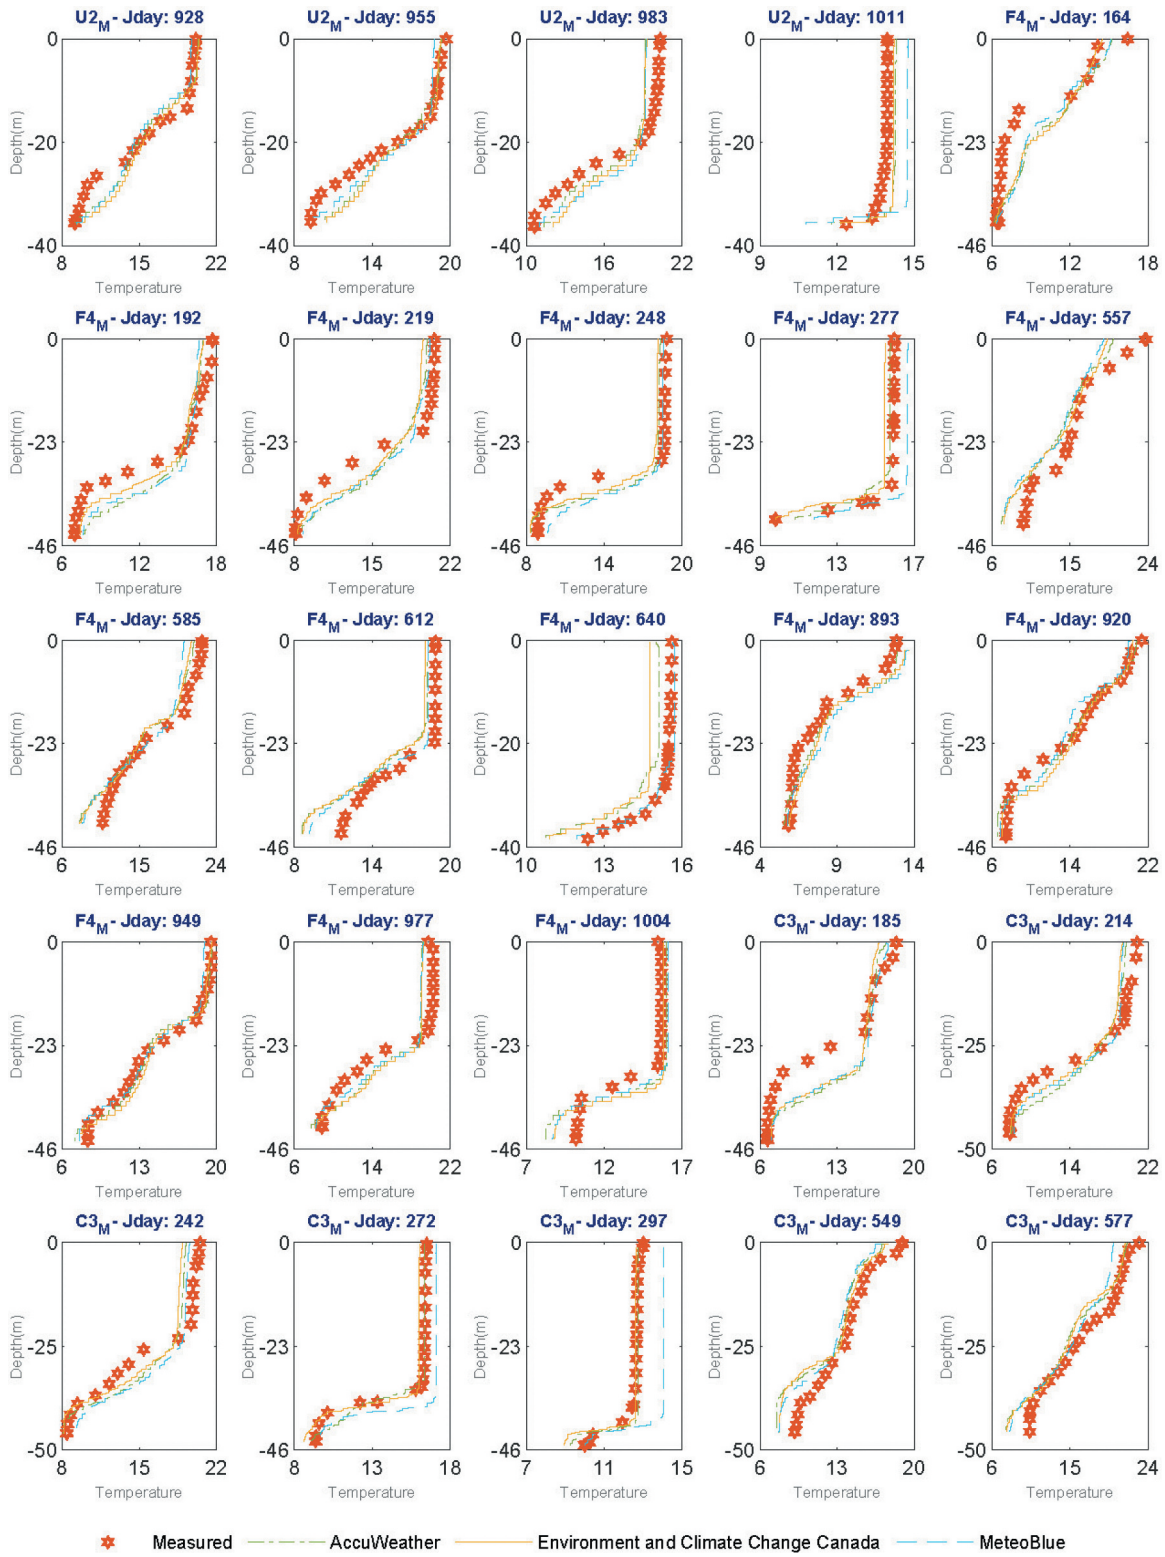 U2M- Jday: 928 U2M- Jday: 955 U2M- Jday: 983 U2M- Jday: 1011 F4M- Jday: 164
0 0 0 0 0
Depth(m) Depth(m) Depth(m) Depth(m) Depth(m)
-20 -20 -20 -20 -23
-40 -40 -40 -40 -46
8 15 22 8 14 20 10 16 22 9 12 15 6 12 18
Temperature Temperature Temperature Temperature Temperature
F4M- Jday: 192 F4M- Jday: 219 F4M- Jday: 248 F4M- Jday: 277 F4M- Jday: 557
0 0 0 0 0
Depth(m) Depth(m) Depth(m) Depth(m) Depth(m)
-23 -23 -23 -23 -23
-46 -46 -46 -46 -46
6 12 18 8 15 22 8 14 20 9 13 17 6 15 24
Temperature Temperature Temperature Temperature Temperature
F4M- Jday: 585 F4M- Jday: 612 F4M- Jday: 640 F4M- Jday: 893 F4M- Jday: 920
0 0 0 0 0
Depth(m) Depth(m) Depth(m) Depth(m) Depth(m)
-23 -23 -20 -23 -23
-46 -46 -40 -46 -46
6 15 24 8 14 20 10 13 16 4 9 14 6 14 22
Temperature Temperature Temperature Temperature Temperature
F4M- Jday: 949 F4M- Jday: 977 F4M- Jday: 1004 C3M- Jday: 185 C3M- Jday: 214
0 0 0 0 0
Depth(m) Depth(m) Depth(m) Depth(m) Depth(m)
-23 -23 -23 -23 -25
-46 -46 -46 -46 -50
6 13 20 6 14 22 7 12 17 6 13 20 6 14 22
Temperature Temperature Temperature Temperature Temperature
C3M- Jday: 242 C3M- Jday: 272 C3M- Jday: 297 C3M- Jday: 549 C3M- Jday: 577
0 0 0 0 0
Depth(m) Depth(m) Depth(m) Depth(m) Depth(m)
-25 -23 -23 -25 -25
-50 -46 -46 -50 -50
8 15 22 8 13 18 7 11 15 6 13 20 6 15 24
Temperature Temperature Temperature Temperature Temperature
Measured AccuWeather Environment and Climate Change Canada MeteoBlue